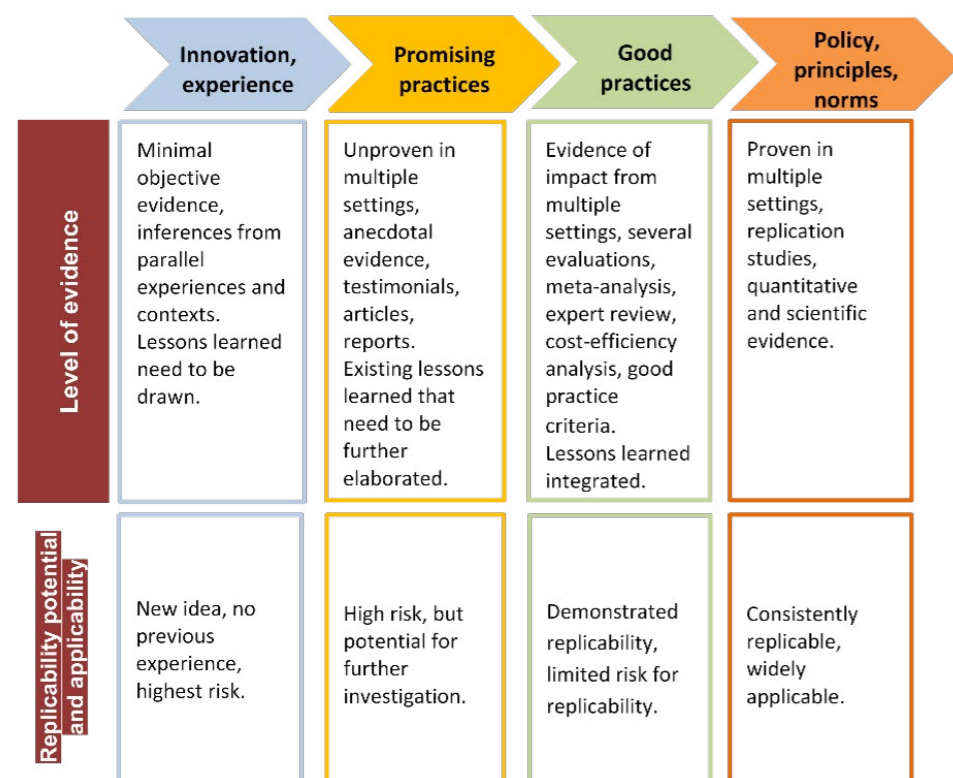 Innovation,
experience
Promising
practices
Good
practices
Policy,
principles,
norms
Level of evidence
Minimal
objective
evidence,
inferences from
parallel
experiences and
contexts.
Lessons learned
need to be
drawn.
Unproven in
multiple
settings,
anecdotal
evidence,
testimonials,
articles,
reports.
Existing lessons
learned that
need to be
further
elaborated.
Evidence of
impact from
multiple
settings, several
evaluations,
meta-analysis,
expert review,
cost-efficiency
analysis, good
practice
criteria.
Lessons learned
integrated.
Proven in
multiple
settings,
replication
studies,
quantitative
and scientific
evidence.
Replicability potential
and applicability
New idea, no
previous
experience,
highest risk.
High risk, but
potential for
further
investigation.
Demonstrated
replicability,
limited risk for
replicability.
Consistently
replicable,
widely
applicable.